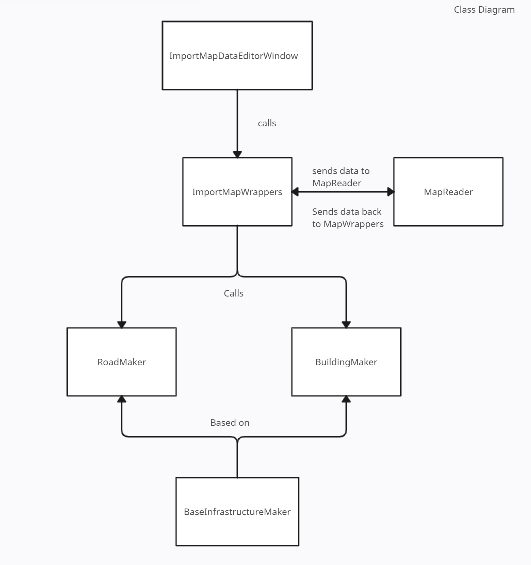 Class Diagram
ImportMapDataEditorWindow
calls
sends data to
MapReader
ImportMapWrappers
MapReader
Sends data back
to MapWrappers
Calls
RoadMaker
BuildingMaker
Based on
BaseInfrastructureMaker